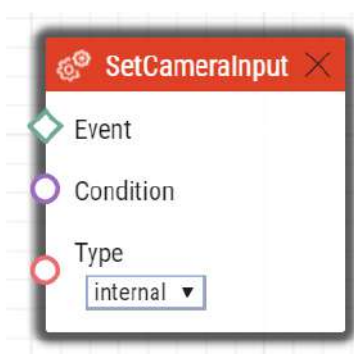 SetCameraInput
Event
Condition
Type
internal